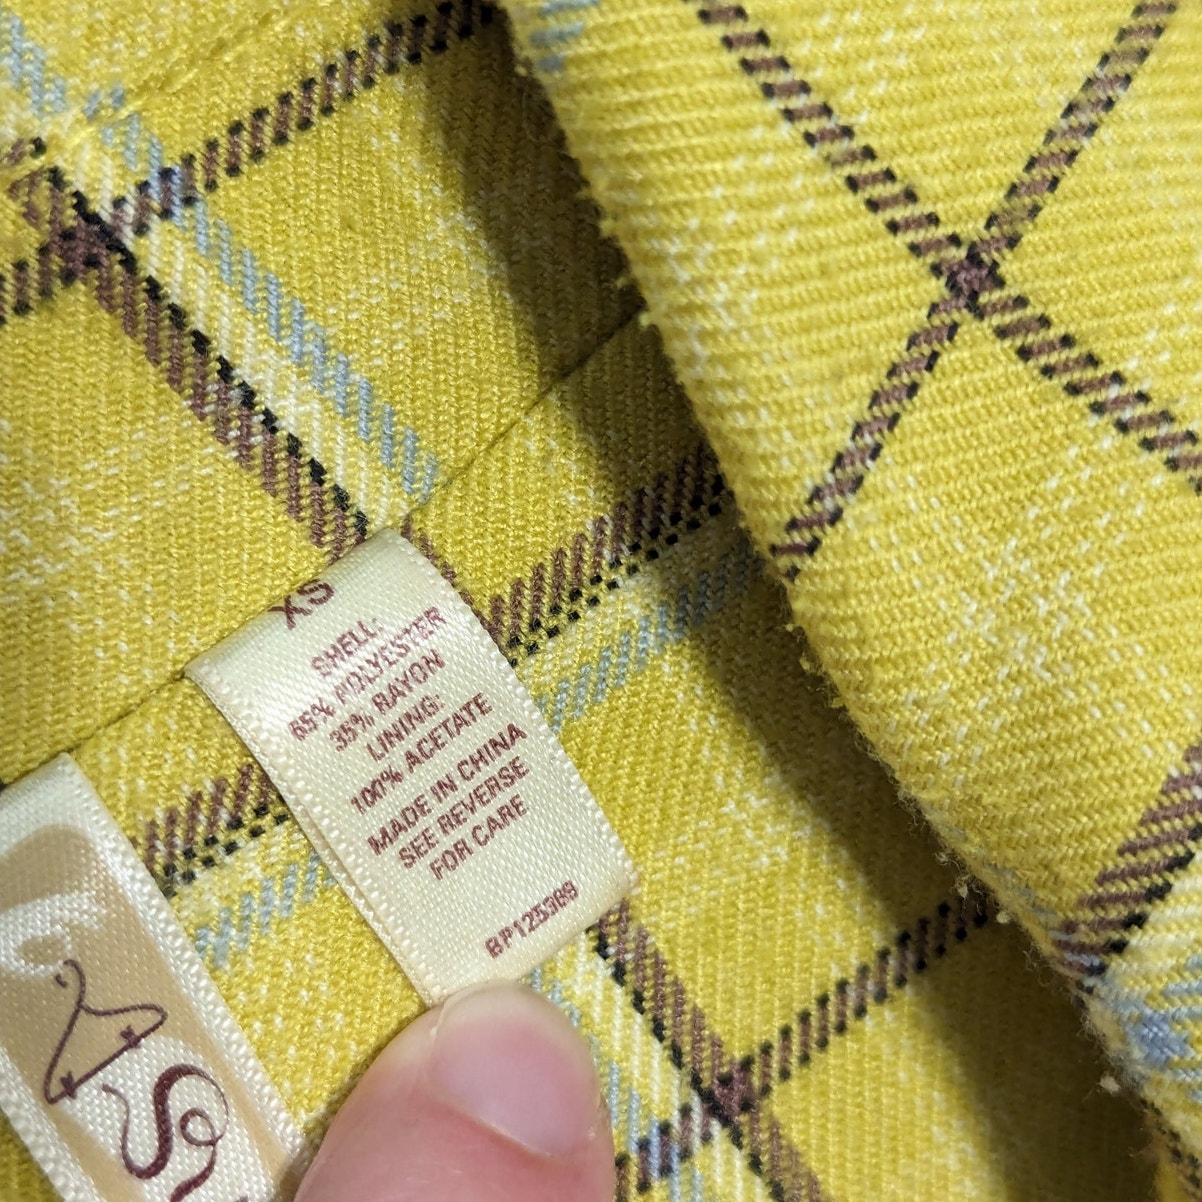 XS
SHELL:
65% POLYESTER
35% RAYON
LINING:
100% ACETATE
MADE IN CHINA
SEE REVERSE
FOR CARE
BP125389